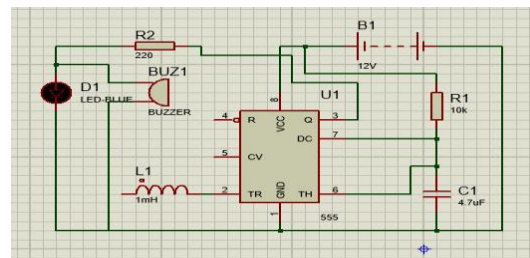 R2
220
B1
12V
D1
LED-BLUE
BUZ1
BUZZER
U1
R1
10k
4
R
8
VCC
Q
3
DC
7
5
CV
L1
1mH
2
TR
GND
1
TH
6
555
C1
4.7uF